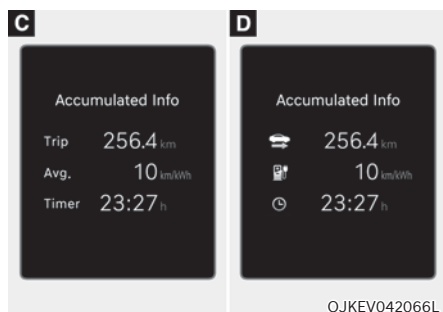 C
Accumulated Info
Trip 256.4 km
Avg. 10 km/kWh
Timer 23:27 h
D
Accumulated Info
256.4 km
10 km/kWh
23:27 h
OJKEV042066L